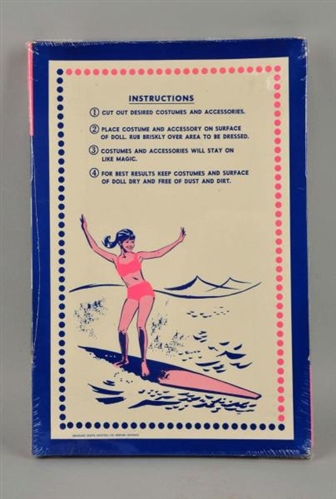 INSTRUCTIONS
1 CUT OUT DESIRED COSTUMES AND ACCESSORIES.
2 PLACE COSTUME AND ACCESSORY ON SURFACE
OF DOLL. RUB BRISKLY OVER AREA TO BE DRESSED.
3 COSTUMES AND ACCESSORIES WILL STAY ON
LIKE MAGIC.
4 FOR BEST RESULTS KEEP COSTUMES AND SURFACE
OF DOLL DRY AND FREE OF DUST AND DIRT.